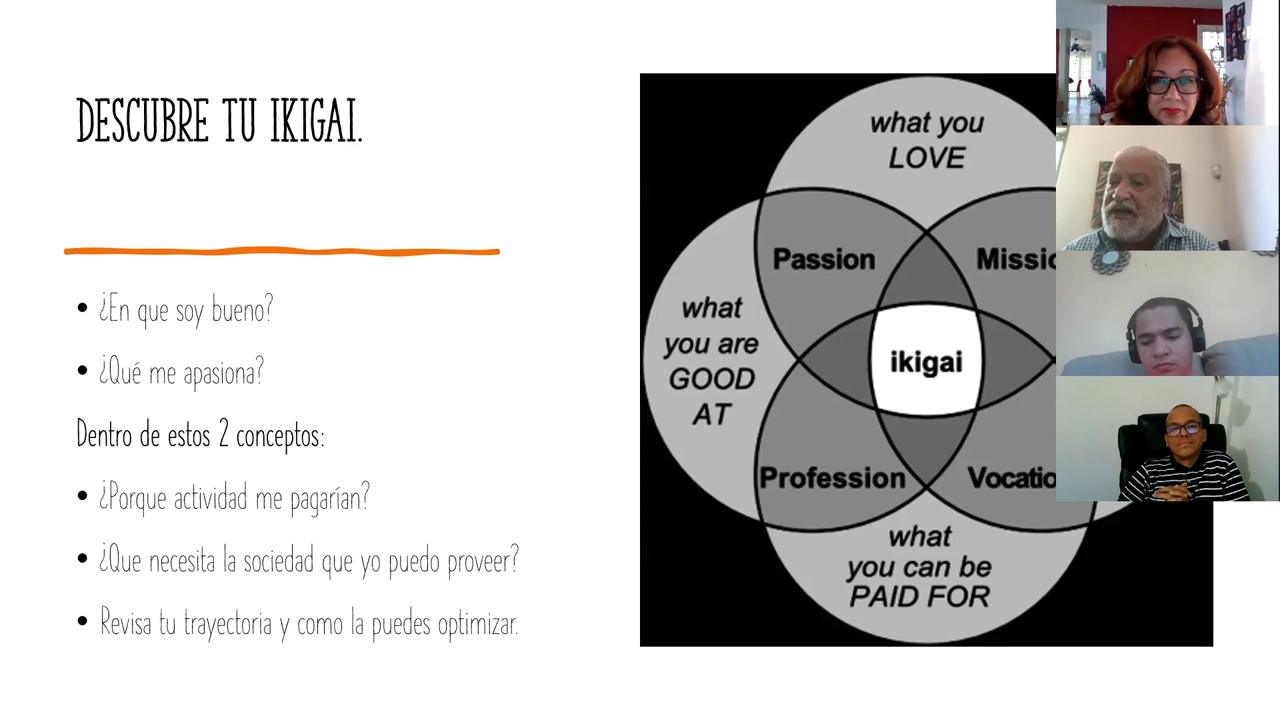 DESCUBRE TU IKIGAI.
• ¿En que soy bueno?
• ¿Qué me apasiona?
Dentro de estos 2 conceptos:
• ¿Porque actividad me pagarían?
• ¿Que necesita la sociedad que yo puedo proveer?
• Revisa tu trayectoria y como la puedes optimizar.
what you
LOVE
Passion
Missio
what
you are
GOOD
AT
ikigai
Profession
Vocatio
what
you can be
PAID FOR